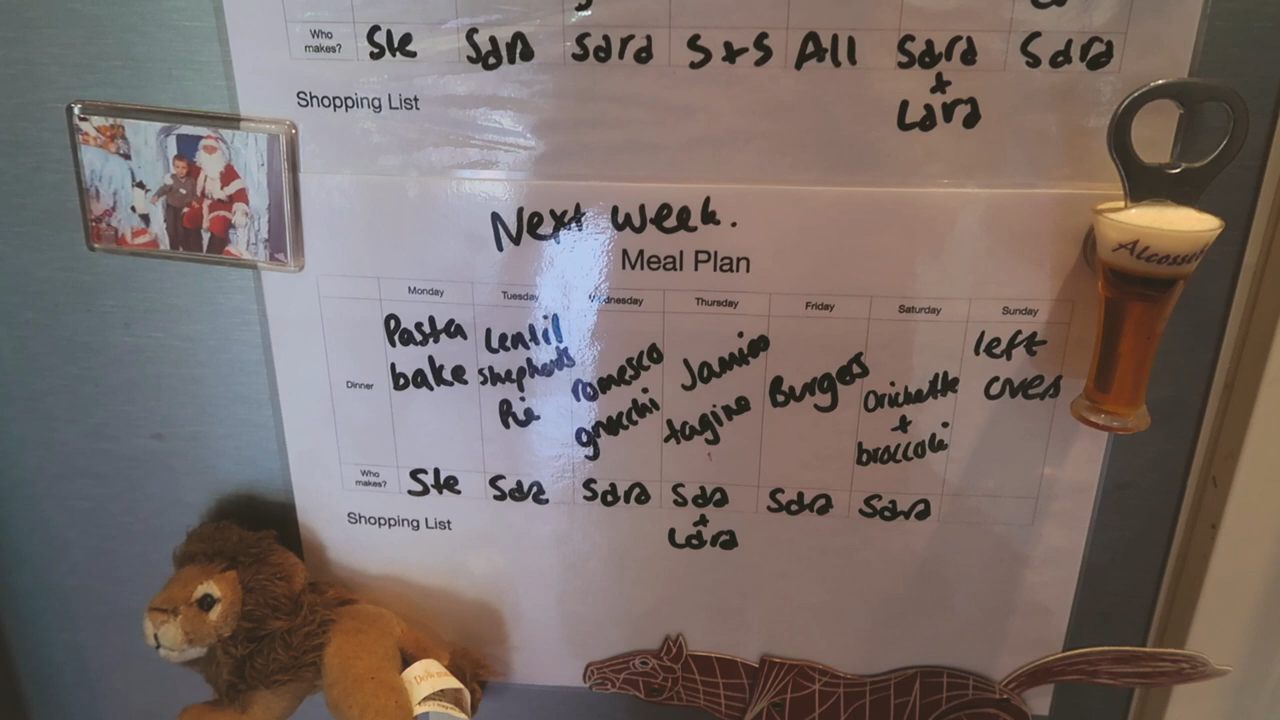 Who makes? Ste Sara Sara S+S All Sara + Lara Sara
Shopping List
Next week.
Meal Plan
Monday Tuesday Wednesday Thursday Friday Saturday Sunday
Dinner
Pasta bake
Lentil shepherds Pie
romesco gnocchi
Jamies tagine
Burgers
Orichette + broccoli
left overs
Who makes? Ste Sara Sara Sara + Lara Sara Sara
Shopping List
Alcossebre